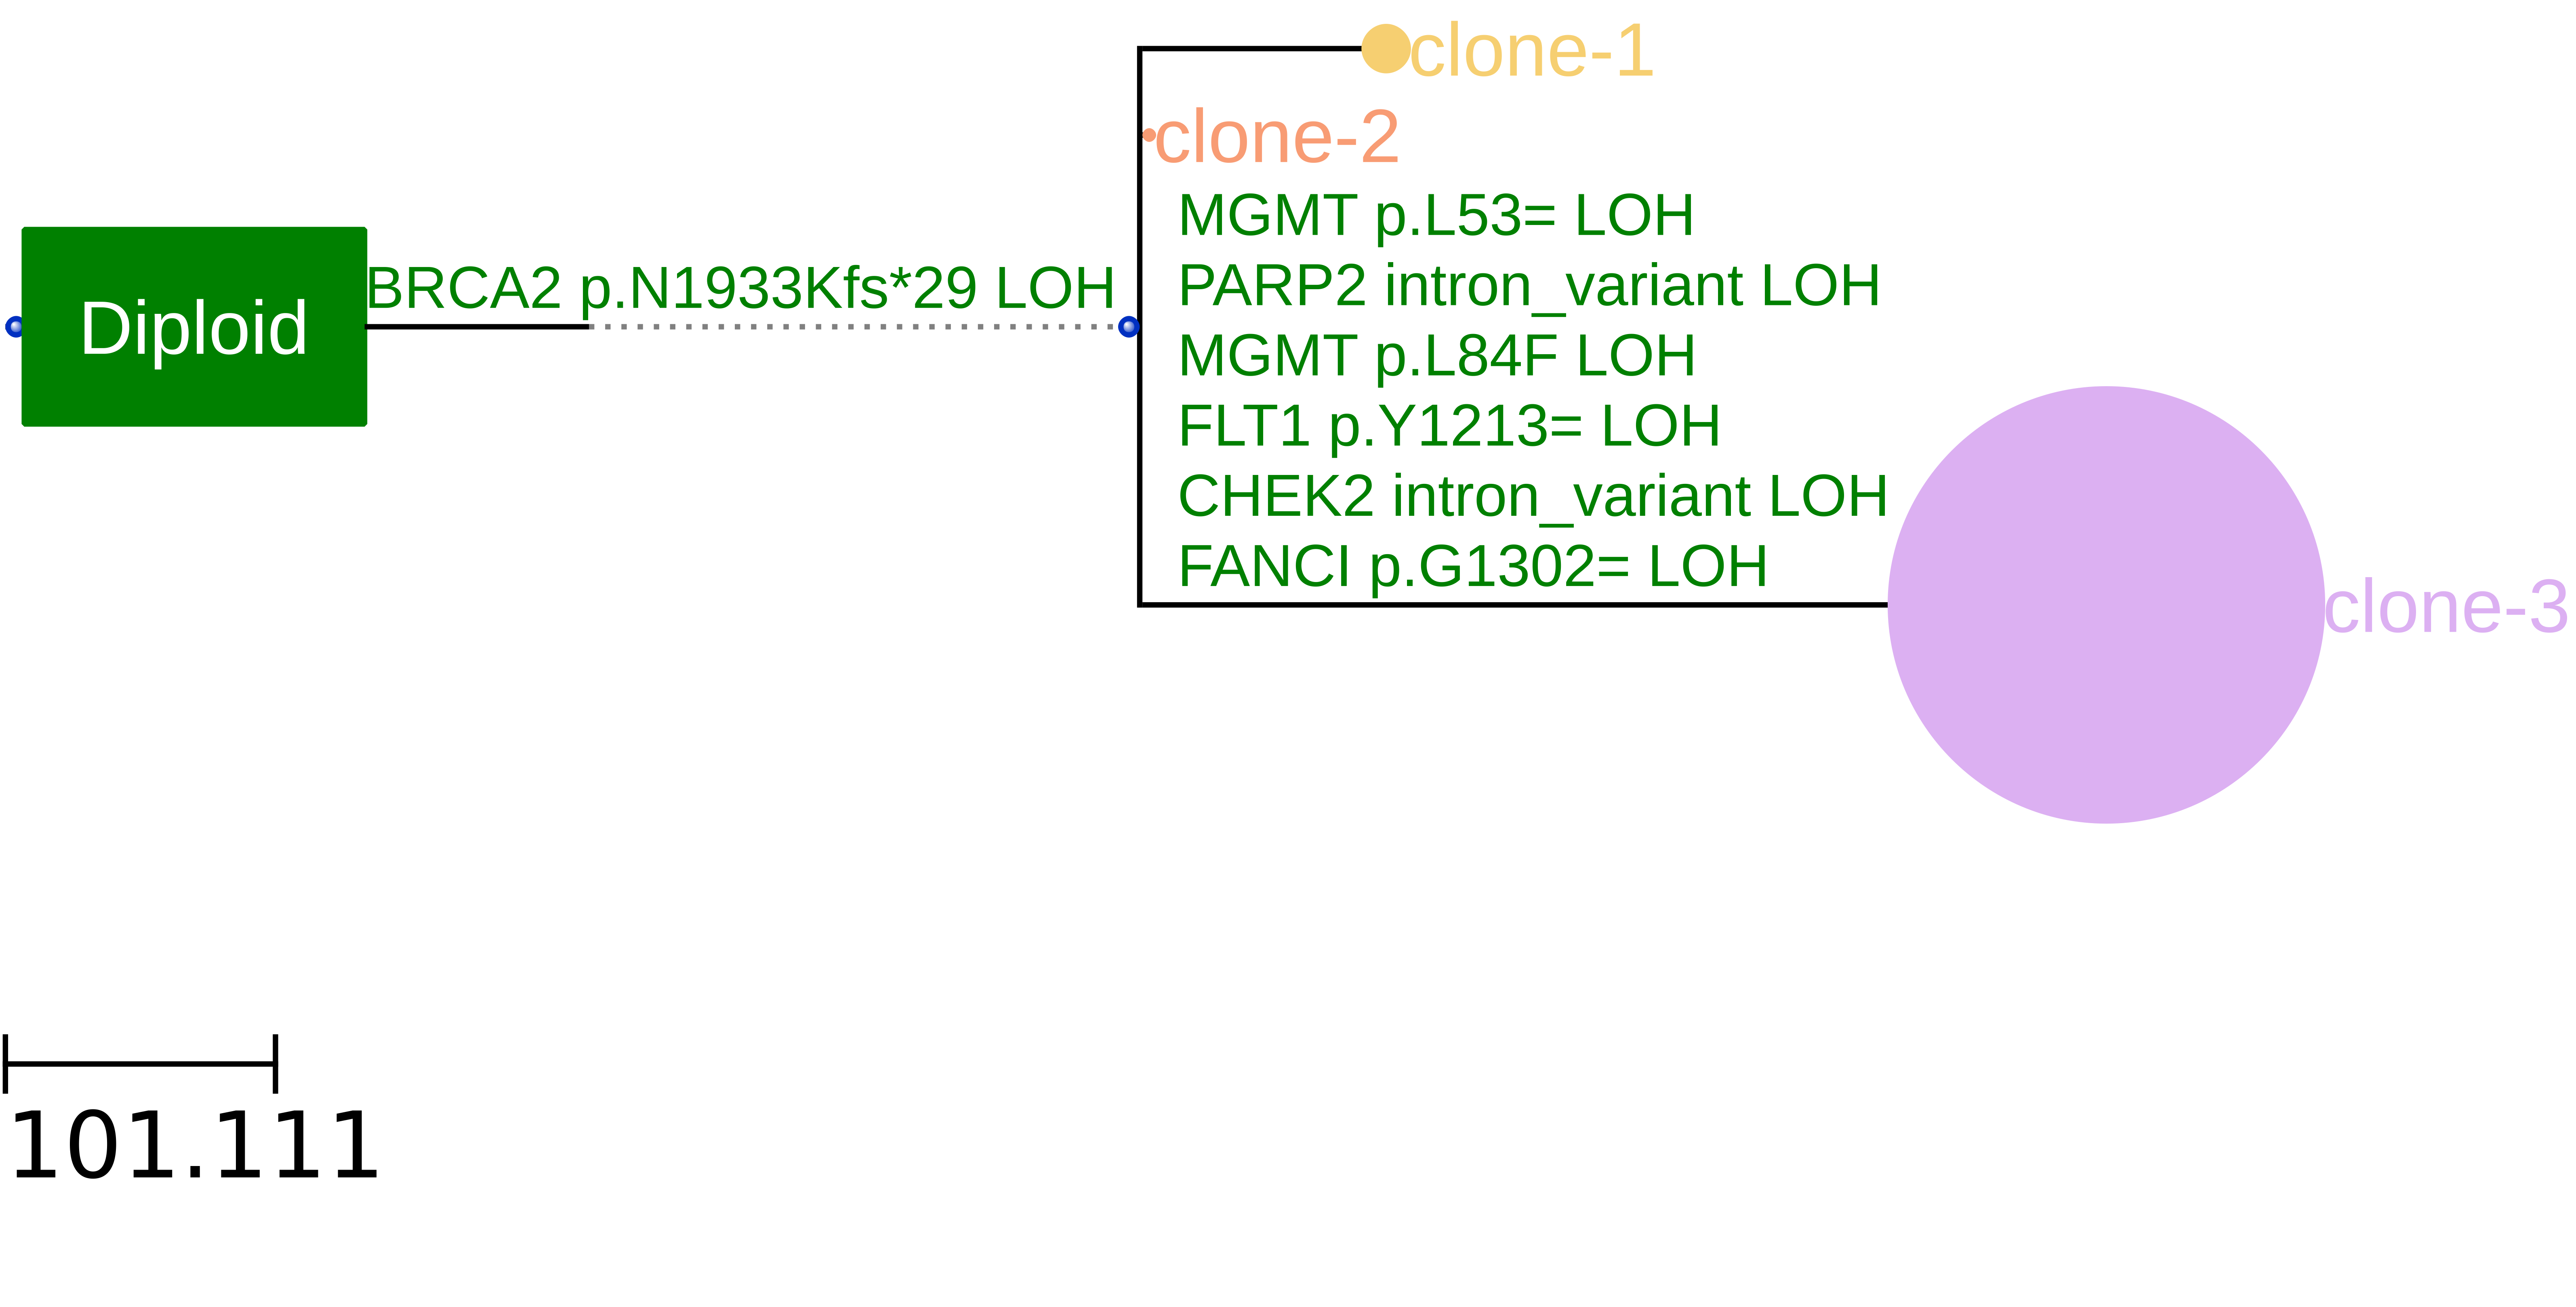 clone-1
clone-2
MGMT p.L53= LOH
PARP2 intron_variant LOH
MGMT p.L84F LOH
FLT1 p.Y1213= LOH
CHEK2 intron_variant LOH
FANCI p.G1302= LOH
BRCA2 p.N1933Kfs*29 LOH
Diploid
clone-3
101.111